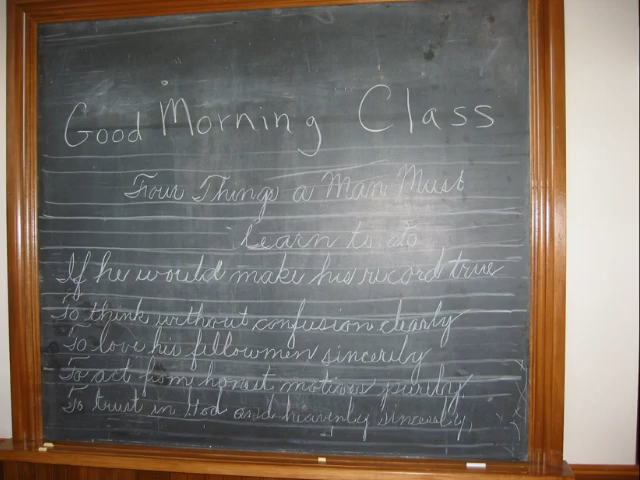 Good Morning Class
Four Things a Man Must
Learn to do
If he would make his record true
To think without confusion clearly
To love his fellowmen sincerely
To act from honest motives purely
To trust in God and heavenly sincerely